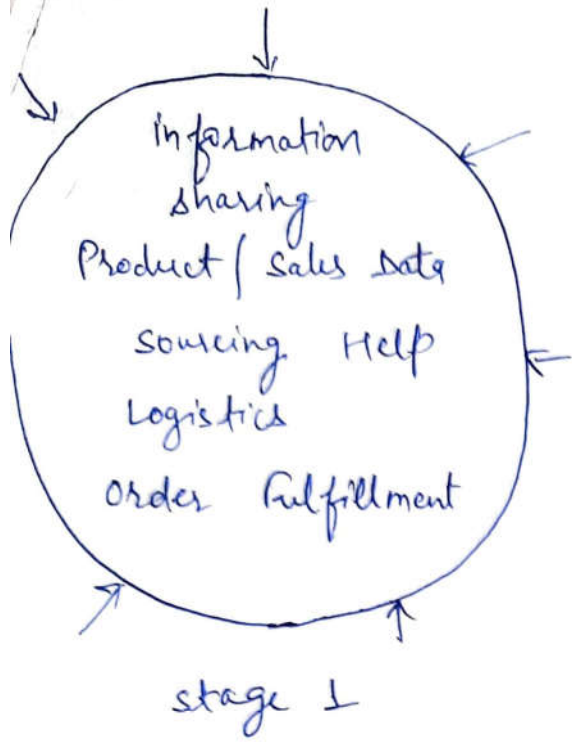 information
sharing
Product / Sales Data
sourcing Help
Logistics
order Fulfillment
stage 1